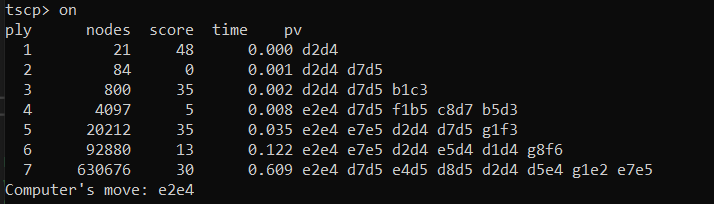 tscp> on
ply nodes score time pv
1 21 48 0.000 d2d4
2 84 0 0.001 d2d4 d7d5
3 800 35 0.002 d2d4 d7d5 b1c3
4 4097 5 0.008 e2e4 d7d5 f1b5 c8d7 b5d3
5 20212 35 0.035 e2e4 e7e5 d2d4 d7d5 g1f3
6 92880 13 0.122 e2e4 e7e5 d2d4 e5d4 d1d4 g8f6
7 630676 30 0.609 e2e4 d7d5 e4d5 d8d5 d2d4 d5e4 g1e2 e7e5
Computer's move: e2e4